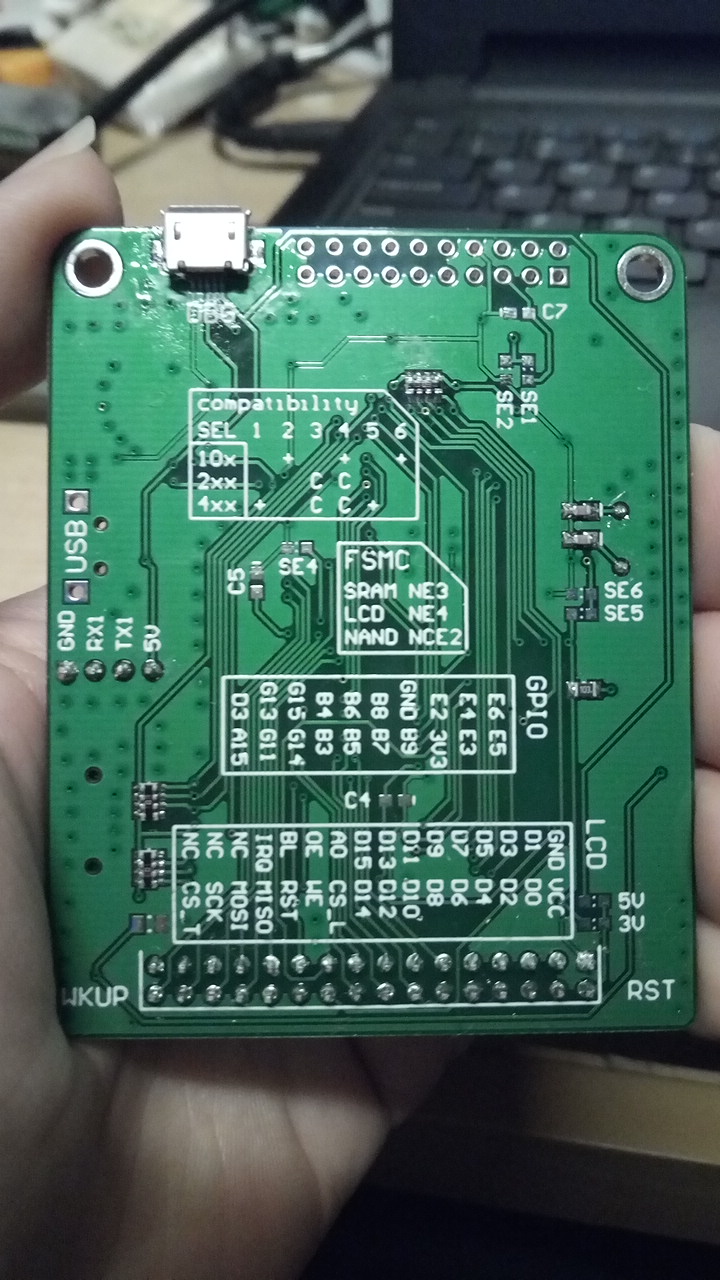 C7
SE2
SE1
compatibility
SEL 1 2 3 4 5 6
10x + + +
2xx C C
4xx + C C +
USB
C5
SE4
FSMC
SRAM NE3
LCD NE4
NAND NCE2
SE6
SE5
GND
RX1
TX1
5V
GPIO
D3 A15
G13 G11
G15 G14
B4 B3
B6 B5
B8 B7
GND B9
E2 3V3
E4 E3
E6 E5
C4
LCD
NC CS_T
NC SCK
NC MOSI
IRQ MISO
BL RST
OE WE
A0 CS_L
D15 D14
D13 D12
D11 D10
D9 D8
D7 D6
D5 D4
D3 D2
D1 D0
GND VCC
5V
3V
WKUP
RST